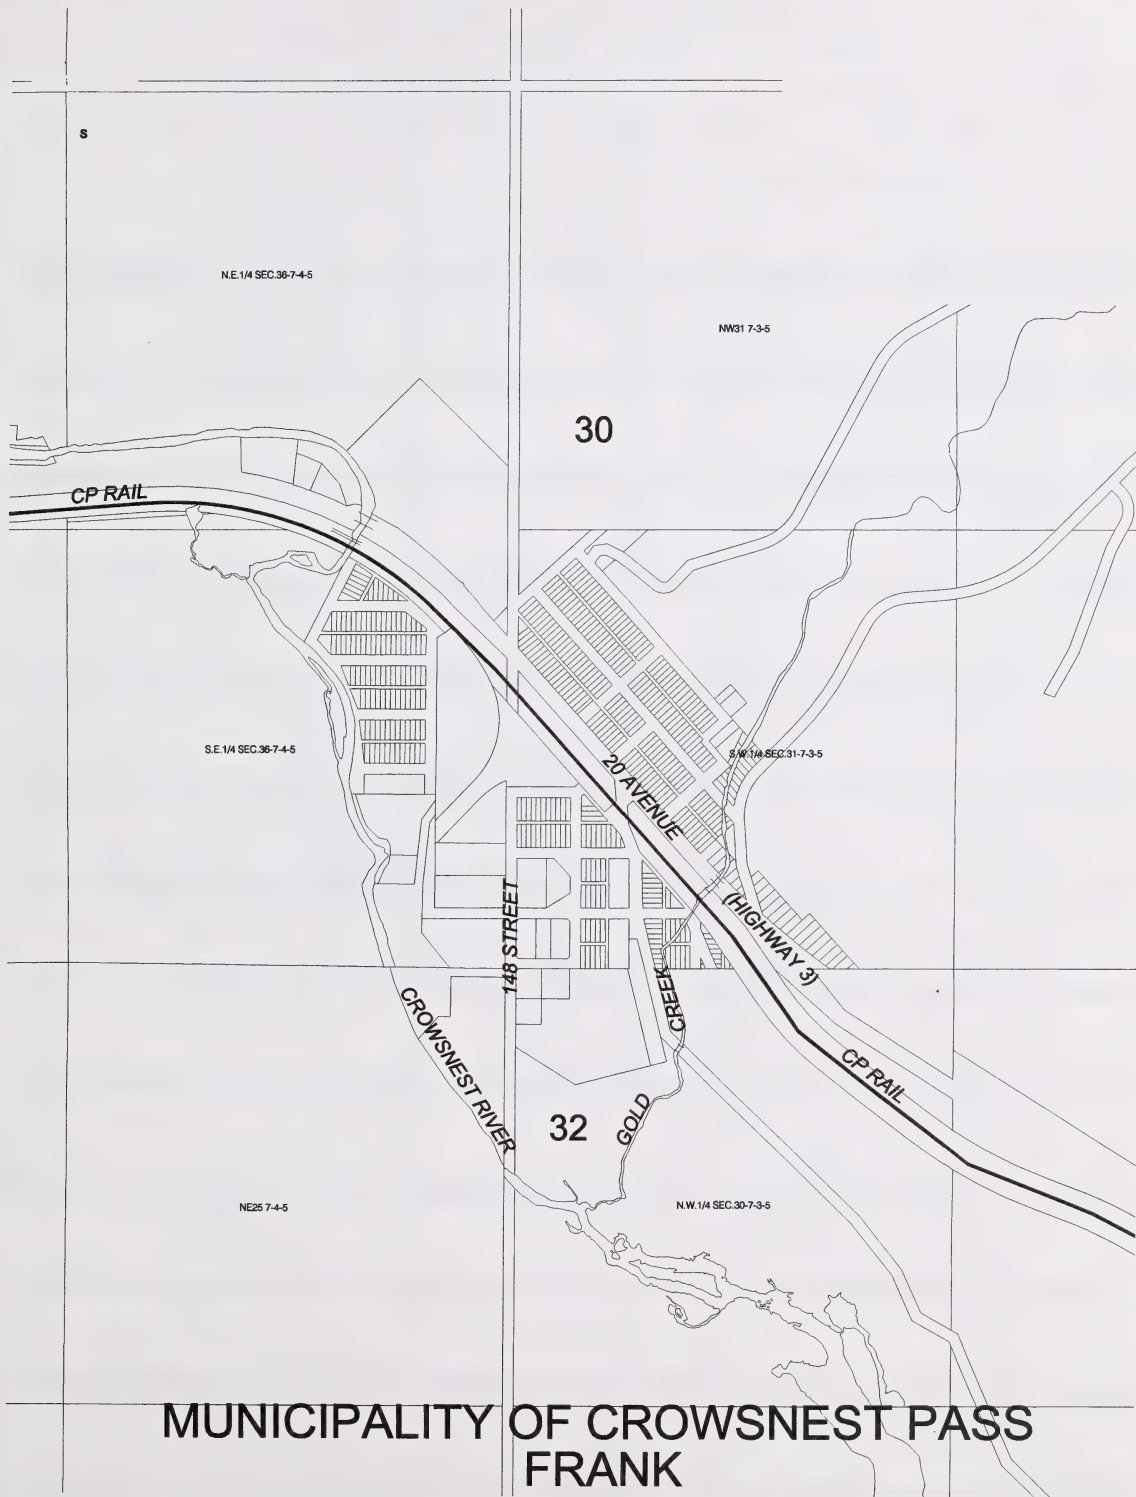 S
N.E.1/4 SEC.36-7-4-5
NW31 7-3-5
30
CP RAIL
S.E.1/4 SEC.36-7-4-5
S.W.1/4 SEC.31-7-3-5
20 AVENUE
(HIGHWAY 3)
148 STREET
CREEK
CROWSNEST RIVER
CP RAIL
32
GOLD
NE25 7-4-5
N.W.1/4 SEC.30-7-3-5
MUNICIPALITY OF CROWSNEST PASS
FRANK